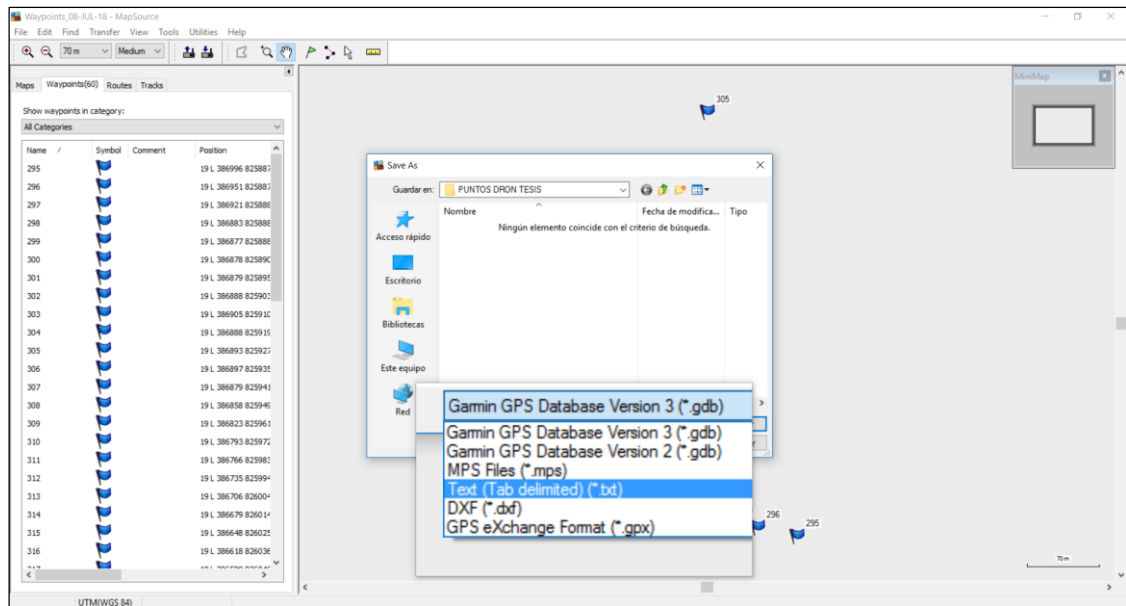 Waypoints_08-JUL-18 - MapSource
File Edit Find Transfer View Tools Utilities Help
70 m Medium
Maps Waypoints(60) Routes Tracks
Show waypoints in category:
All Categories
Name / Symbol Comment Position
295 19 L 386996 825887
296 19 L 386951 825887
297 19 L 386921 825888
298 19 L 386883 825888
299 19 L 386877 825888
300 19 L 386878 825890
301 19 L 386879 825895
302 19 L 386888 825903
303 19 L 386905 825910
304 19 L 386888 825919
305 19 L 386893 825927
306 19 L 386897 825935
307 19 L 386879 825941
308 19 L 386858 825949
309 19 L 386823 825961
310 19 L 386793 825972
311 19 L 386766 825983
312 19 L 386735 825994
313 19 L 386706 826004
314 19 L 386679 826014
315 19 L 386648 826025
316 19 L 386618 826036
UTM(WGS 84)
305
MiniMap
Save As
Guardar en: PUNTOS DRON TESIS
Nombre Fecha de modifica... Tipo
Ningún elemento coincide con el criterio de búsqueda.
Acceso rápido
Escritorio
Bibliotecas
Este equipo
Red
Garmin GPS Database Version 3 (*.gdb)
Garmin GPS Database Version 3 (*.gdb)
Garmin GPS Database Version 2 (*.gdb)
MPS Files (*.mps)
Text (Tab delimited) (*.txt)
DXF (*.dxf)
GPS eXchange Format (*.gpx)
296
295
70 m